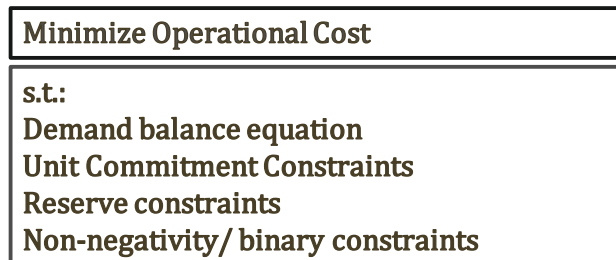 Minimize Operational Cost
s.t.:
Demand balance equation
Unit Commitment Constraints
Reserve constraints
Non-negativity/ binary constraints